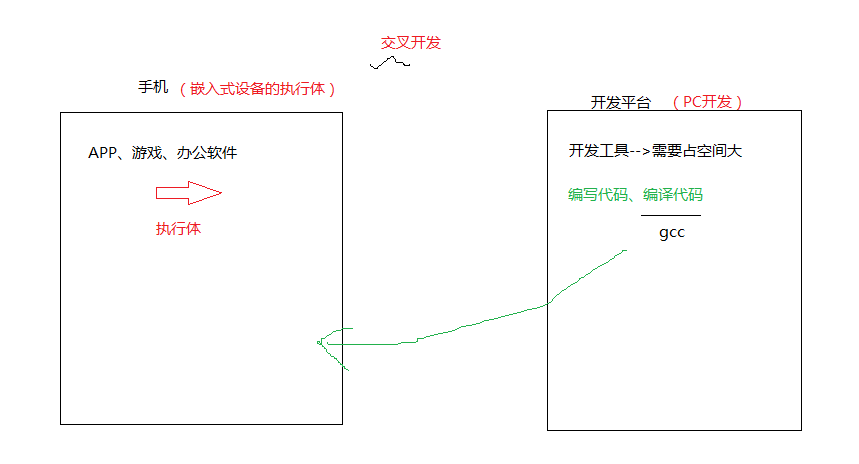 交叉开发
手机 （嵌入式设备的执行体）
开发平台 （PC开发）
APP、游戏、办公软件
执行体
开发工具-->需要占空间大
编写代码、编译代码
gcc